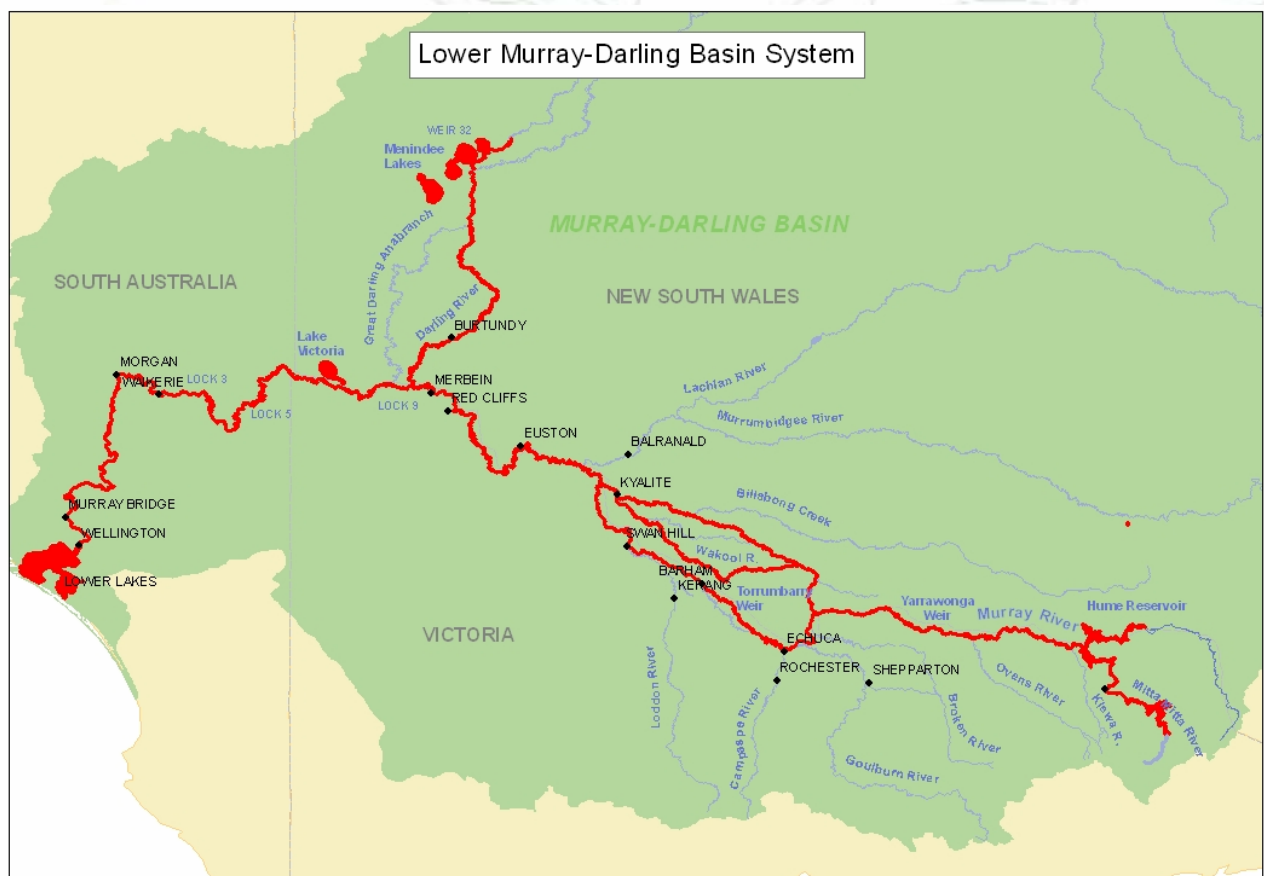 Lower Murray-Darling Basin System
WEIR 32
Menindee
Lakes
MURRAY-DARLING BASIN
Great Darling Anabranch
SOUTH AUSTRALIA
NEW SOUTH WALES
Darling River
BURTUNDY
Lake
Victoria
MORGAN
WAIKERIE
LOCK 3
LOCK 5
LOCK 9
MERBEIN
RED CLIFFS
Lachlan River
Murrumbidgee River
EUSTON
BALRANALD
KYALITE
Billabong Creek
MURRAY BRIDGE
WELLINGTON
SWAN HILL
Wakool R.
LOWER LAKES
BARHAM
KERANG
Torrumbarry
Weir
Yarrawonga
Weir
Murray River
Hume Reservoir
VICTORIA
ECHUCA
ROCHESTER
SHEPPARTON
Loddon River
Campaspe River
Broken River
Goulburn River
Ovens River
Kiewa R.
Mitta Mitta River